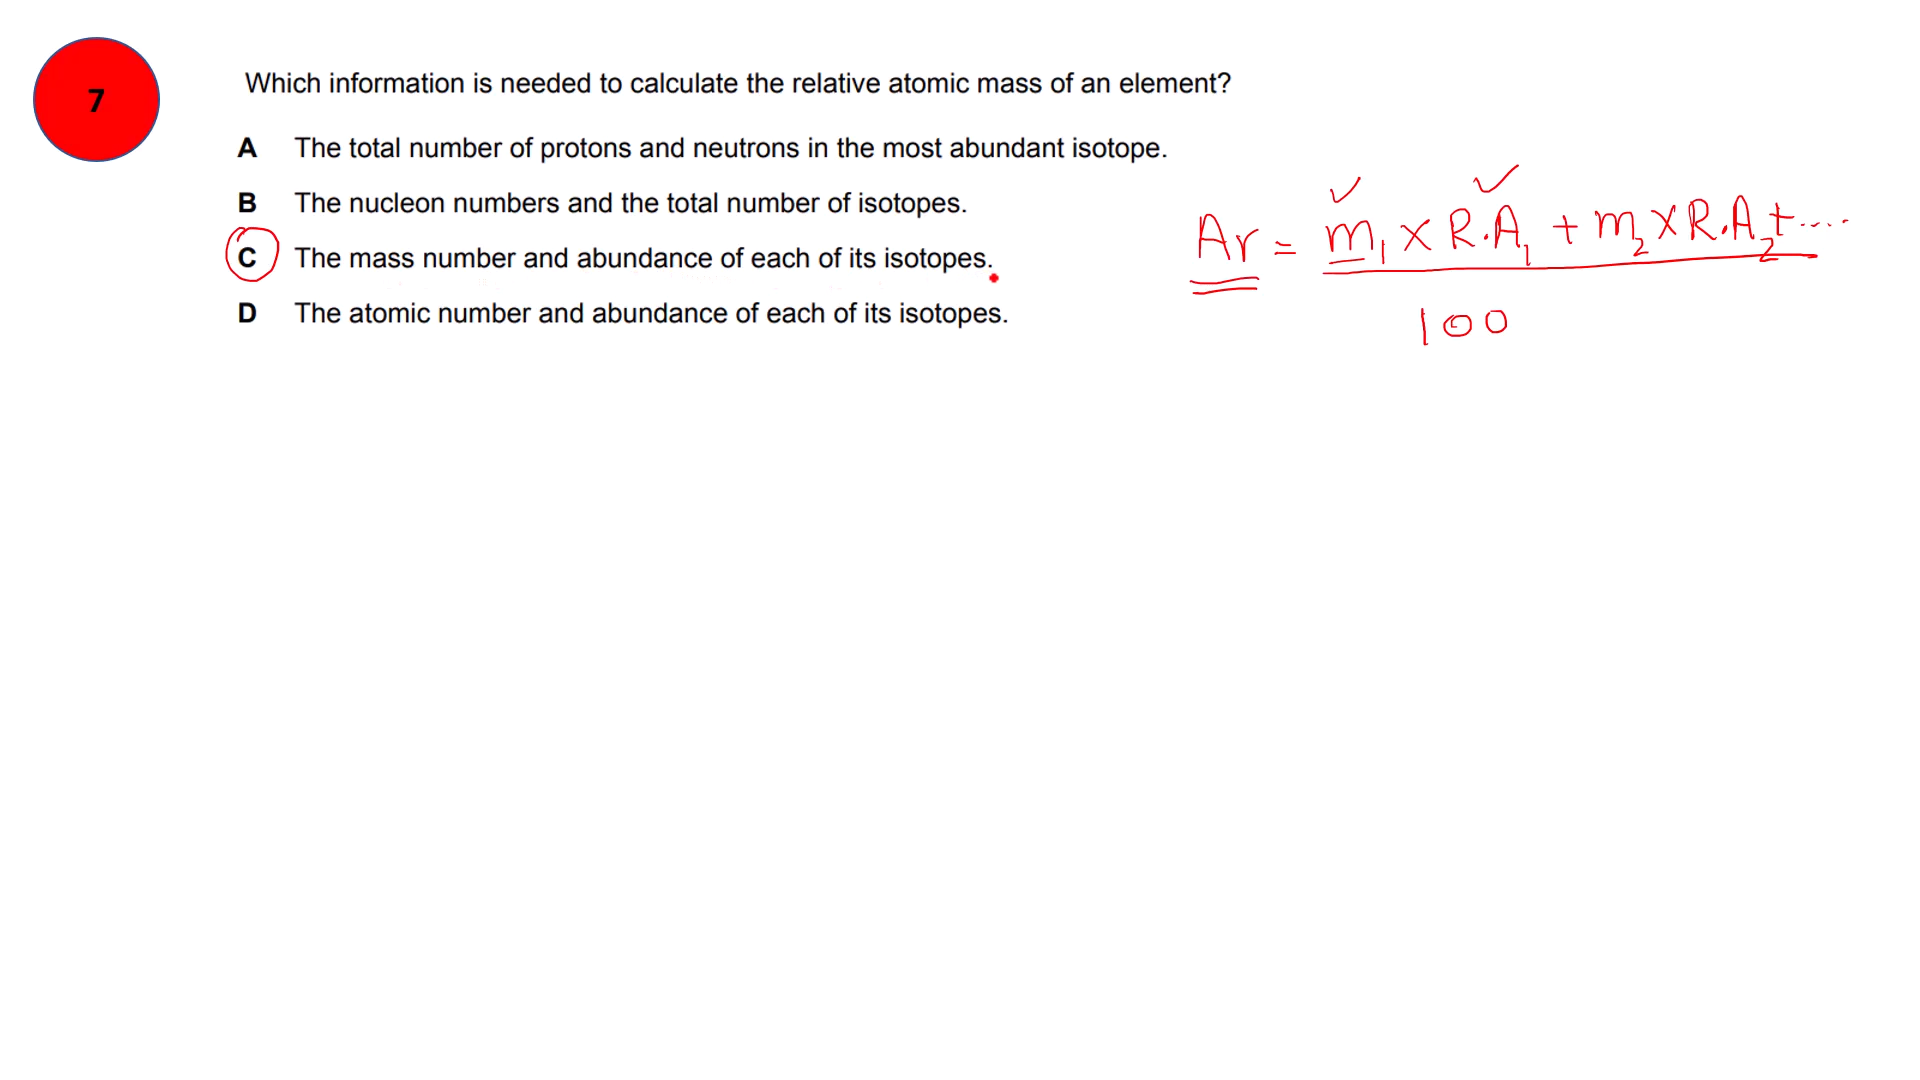 7
Which information is needed to calculate the relative atomic mass of an element?
A The total number of protons and neutrons in the most abundant isotope.
B The nucleon numbers and the total number of isotopes.
C The mass number and abundance of each of its isotopes.
D The atomic number and abundance of each of its isotopes.
Ar = m₁ × R.A₁ + m₂ × R.A₂ + ....
100